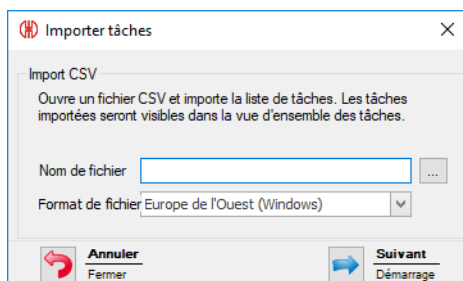 Importer tâches
Import CSV
Ouvre un fichier CSV et importe la liste de tâches. Les tâches
importées seront visibles dans la vue d'ensemble des tâches.
Nom de fichier ...
Format de fichier Europe de l'Ouest (Windows)
Annuler Suivant
Fermer Démarrage